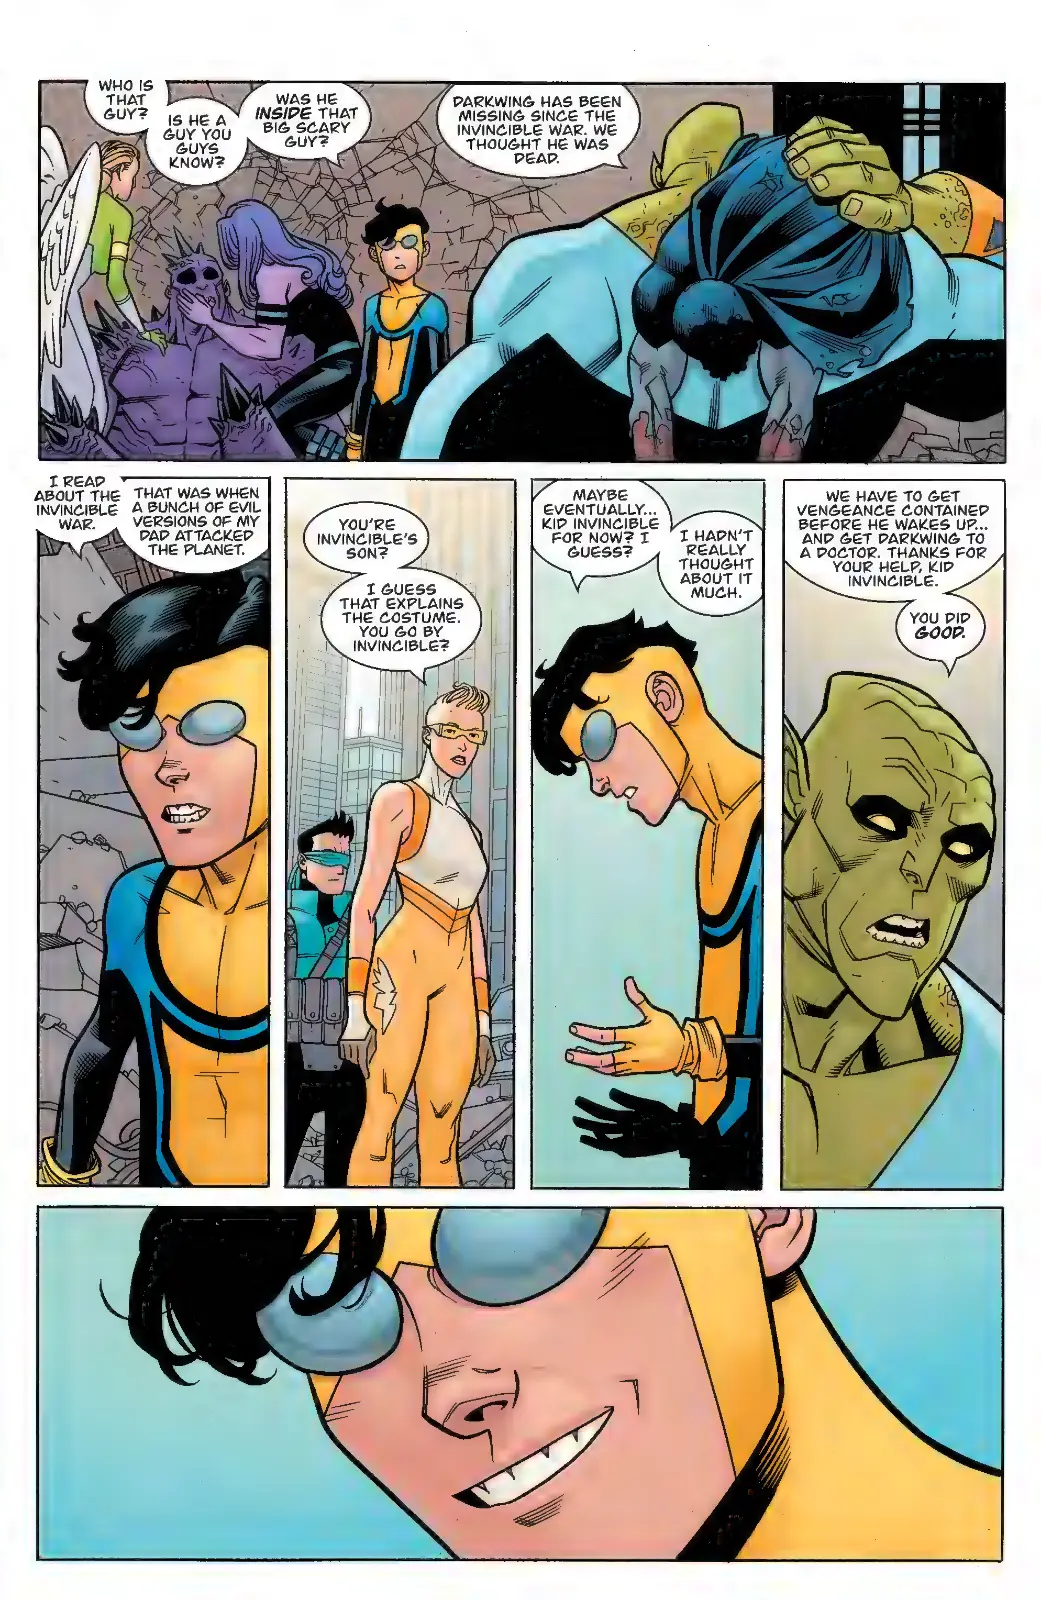 WHO IS
THAT
GUY?
IS HE A
GUY YOU
GUYS
KNOW?
WAS HE
INSIDE THAT
BIG SCARY
GUY?
DARKWING HAS BEEN
MISSING SINCE THE
INVINCIBLE WAR. WE
THOUGHT HE WAS
DEAD.
I READ
ABOUT THE
INVINCIBLE
WAR.
THAT WAS WHEN
A BUNCH OF EVIL
VERSIONS OF MY
DAD ATTACKED
THE PLANET.
YOU'RE
INVINCIBLE'S
SON?
I GUESS
THAT EXPLAINS
THE COSTUME.
YOU GO BY
INVINCIBLE?
MAYBE
EVENTUALLY...
KID INVINCIBLE
FOR NOW? I
GUESS?
I HADN'T
REALLY
THOUGHT
ABOUT IT
MUCH.
WE HAVE TO GET
VENGEANCE CONTAINED
BEFORE HE WAKES UP...
AND GET DARKWING TO
A DOCTOR. THANKS FOR
YOUR HELP, KID
INVINCIBLE.
YOU DID
GOOD.